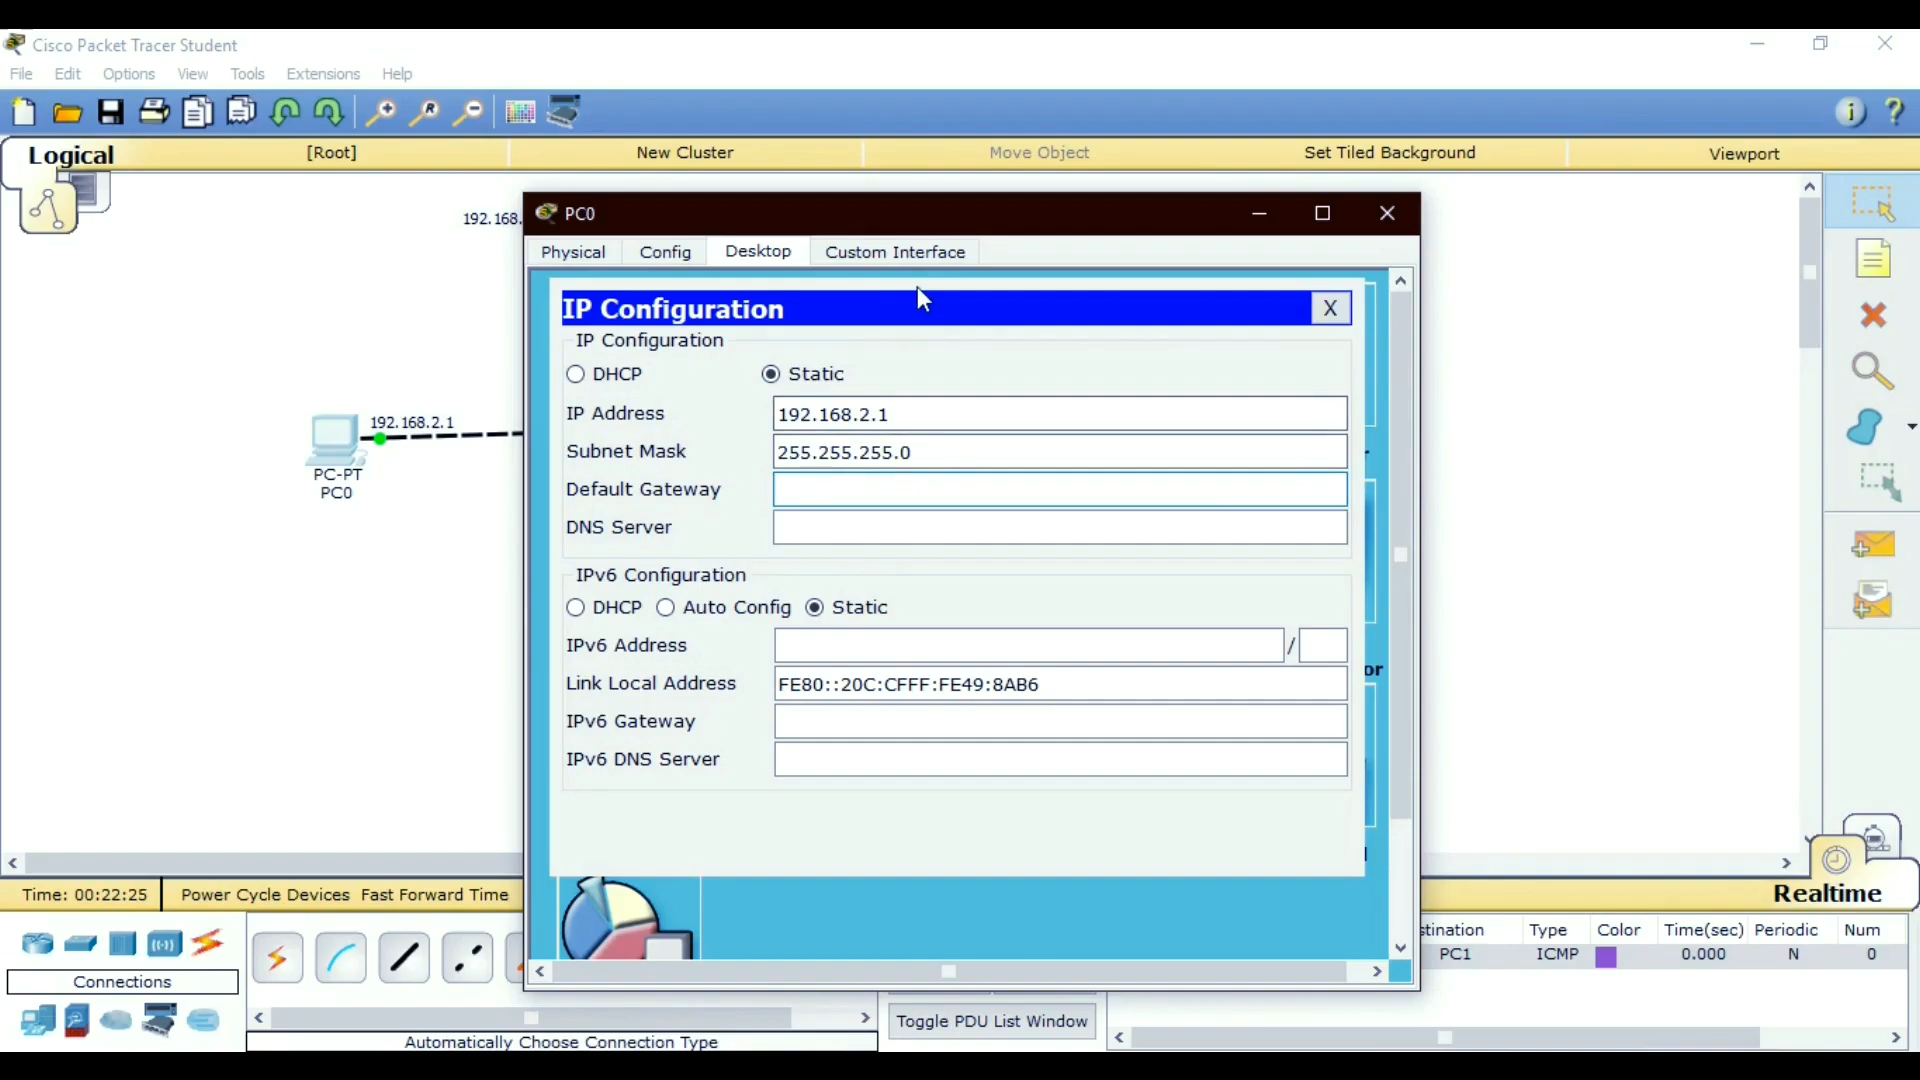 Cisco Packet Tracer Student
File Edit Options View Tools Extensions Help
Logical [Root] New Cluster Move Object Set Tiled Background Viewport
192.168.
PC0
Physical Config Desktop Custom Interface
IP Configuration X
IP Configuration
DHCP Static
IP Address 192.168.2.1
Subnet Mask 255.255.255.0
Default Gateway
DNS Server
192.168.2.1
PC-PT
PC0
IPv6 Configuration
DHCP Auto Config Static
IPv6 Address /
Link Local Address FE80::20C:CFFF:FE49:8AB6
IPv6 Gateway
IPv6 DNS Server
or
Time: 00:22:25 Power Cycle Devices Fast Forward Time Realtime
stination Type Color Time(sec) Periodic Num
PC1 ICMP 0.000 N 0
Connections
Toggle PDU List Window
Automatically Choose Connection Type